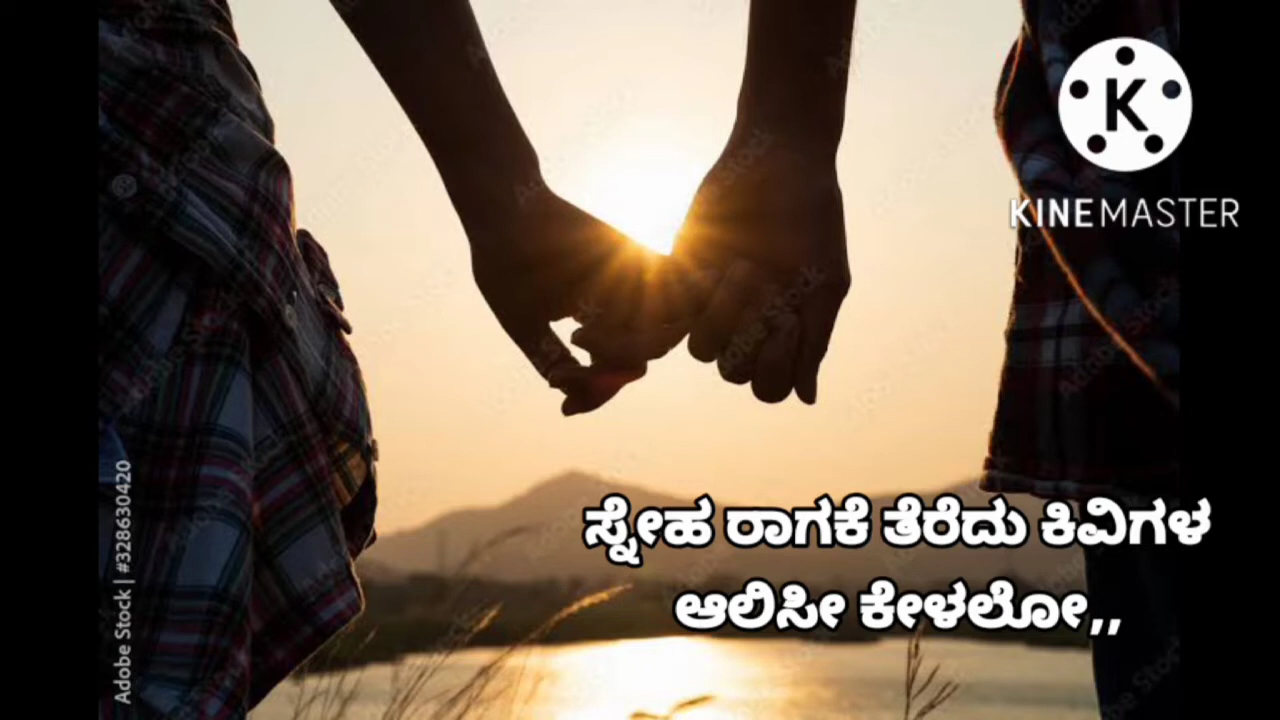 KINEMASTER
ಸ್ನೇಹ ರಾಗಕೆ ತೆರೆದು ಕಿವಿಗಳ
ಆಲಿಸೀ ಕೇಳಲೋ,,
Adobe Stock | #328630420